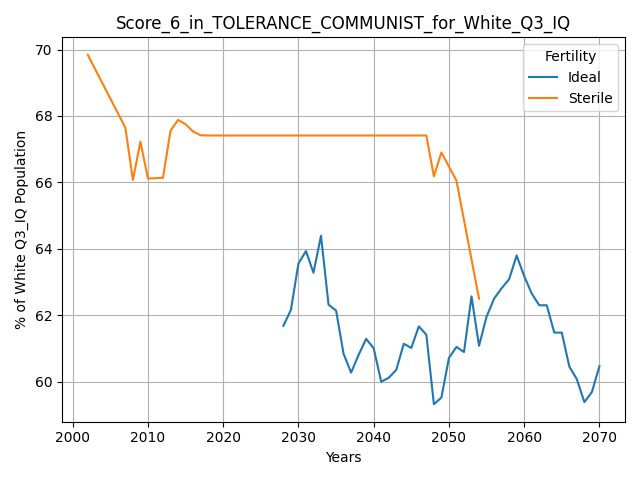 Score_6_in_TOLERANCE_COMMUNIST_for_White_Q3_IQ
% of White Q3_IQ Population
70
68
66
64
62
60
Fertility
Ideal
Sterile
2000 2010 2020 2030 2040 2050 2060 2070
Years